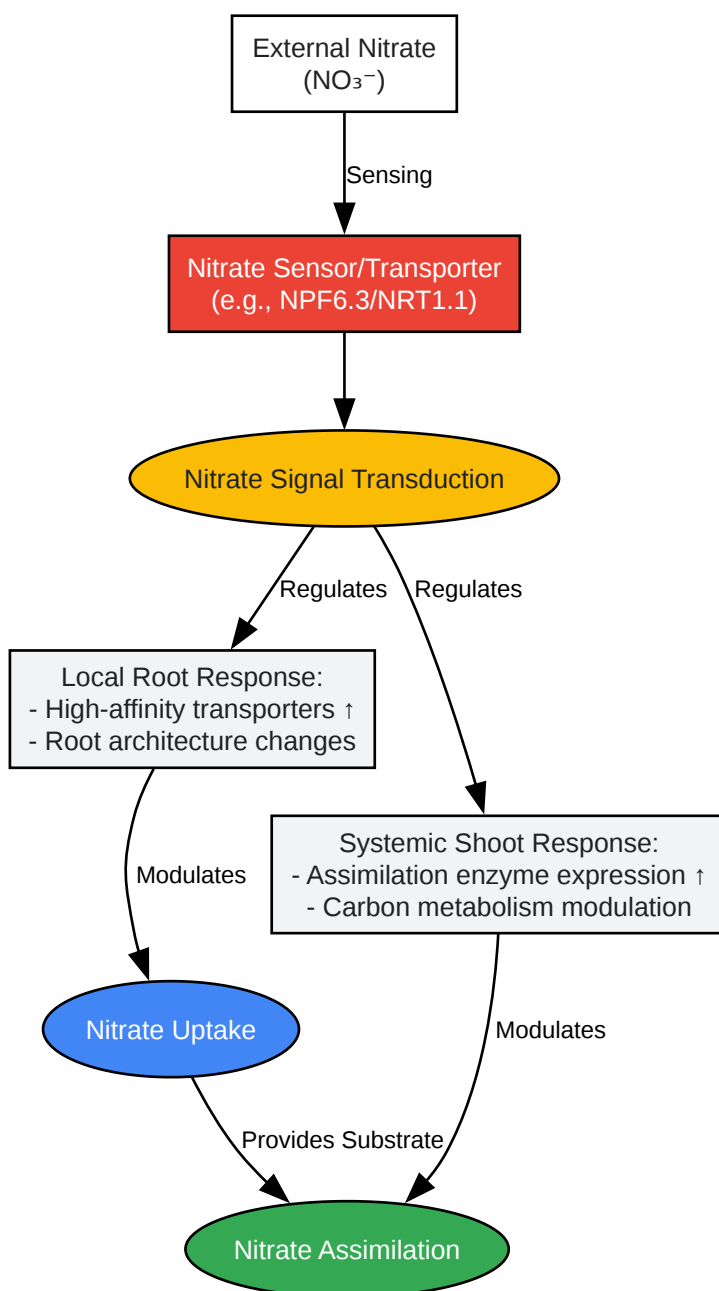 External Nitrate
(NO₃⁻)
Sensing
Nitrate Sensor/Transporter
(e.g., NPF6.3/NRT1.1)
Nitrate Signal Transduction
Regulates
Regulates
Local Root Response:
- High-affinity transporters ↑
- Root architecture changes
Systemic Shoot Response:
- Assimilation enzyme expression ↑
- Carbon metabolism modulation
Modulates
Nitrate Uptake
Modulates
Provides Substrate
Nitrate Assimilation